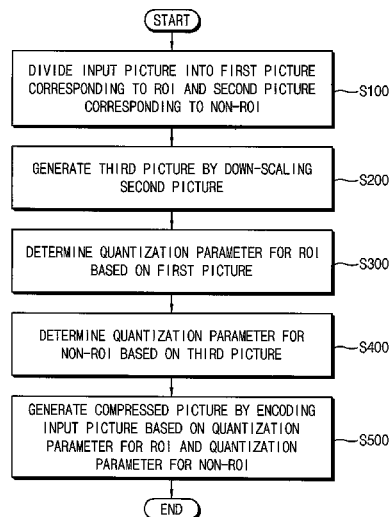 START
DIVIDE INPUT PICTURE INTO FIRST PICTURE
CORRESPONDING TO ROI AND SECOND PICTURE
CORRESPONDING TO NON-ROI
S100
GENERATE THIRD PICTURE BY DOWN-SCALING
SECOND PICTURE
S200
DETERMINE QUANTIZATION PARAMETER FOR ROI
BASED ON FIRST PICTURE
S300
DETERMINE QUANTIZATION PARAMETER FOR
NON-ROI BASED ON THIRD PICTURE
S400
GENERATE COMPRESSED PICTURE BY ENCODING
INPUT PICTURE BASED ON QUANTIZATION
PARAMETER FOR ROI AND QUANTIZATION
PARAMETER FOR NON-ROI
S500
END